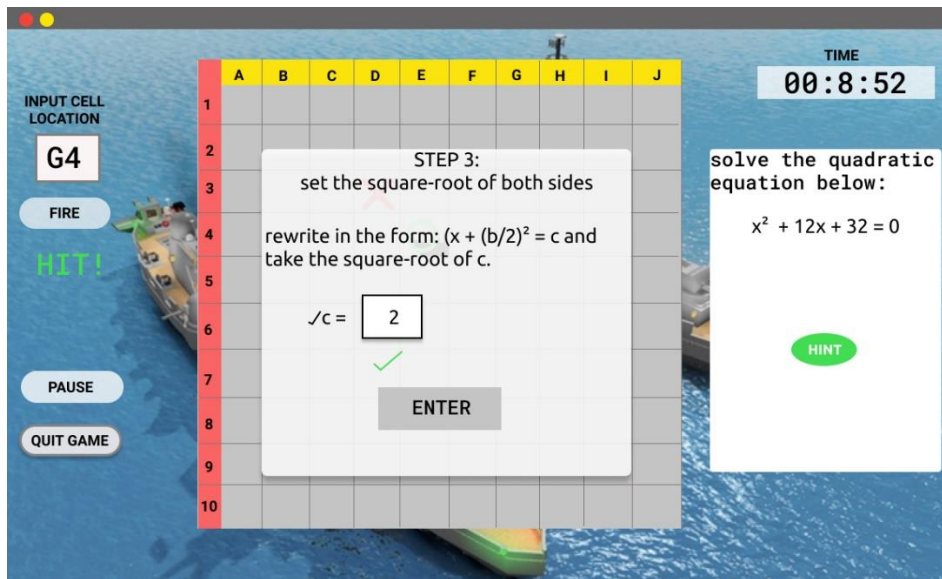 TIME
00:8:52
A B C D E F G H I J
INPUT CELL
LOCATION
G4
FIRE
HIT!
PAUSE
QUIT GAME
1
2
3
4
5
6
7
8
9
10
STEP 3:
set the square-root of both sides
rewrite in the form: (x + (b/2)² = c and
take the square-root of c.
✓c = 2
ENTER
solve the quadratic
equation below:
x² + 12x + 32 = 0
HINT